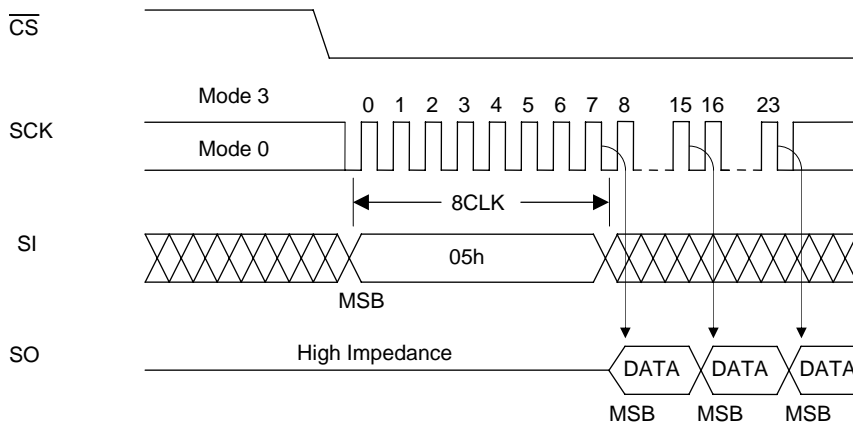 CS
Mode 3
0 1 2 3 4 5 6 7 8 15 16 23
SCK
Mode 0
8CLK
SI
05h
MSB
SO
High Impedance
DATA DATA DATA
MSB MSB MSB